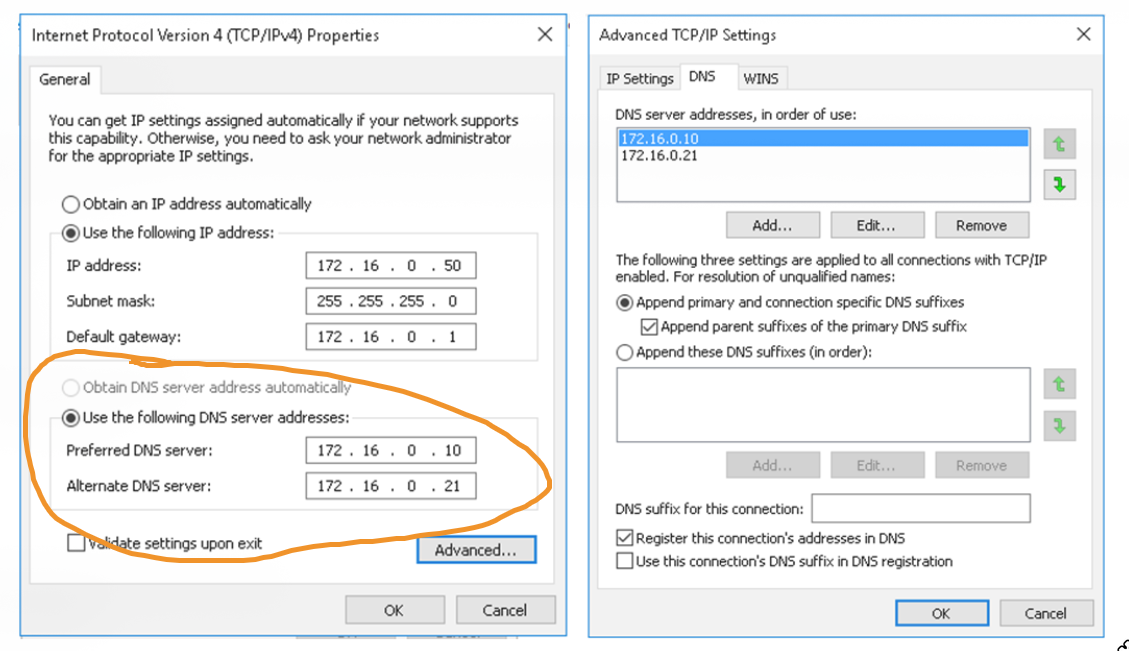 Internet Protocol Version 4 (TCP/IPv4) Properties
General
You can get IP settings assigned automatically if your network supports
this capability. Otherwise, you need to ask your network administrator
for the appropriate IP settings.
Obtain an IP address automatically
Use the following IP address:
IP address: 172 . 16 . 0 . 50
Subnet mask: 255 . 255 . 255 . 0
Default gateway: 172 . 16 . 0 . 1
Obtain DNS server address automatically
Use the following DNS server addresses:
Preferred DNS server: 172 . 16 . 0 . 10
Alternate DNS server: 172 . 16 . 0 . 21
Validate settings upon exit
Advanced...
OK Cancel
Advanced TCP/IP Settings
IP Settings DNS WINS
DNS server addresses, in order of use:
172.16.0.10
172.16.0.21
Add... Edit... Remove
The following three settings are applied to all connections with TCP/IP
enabled. For resolution of unqualified names:
Append primary and connection specific DNS suffixes
Append parent suffixes of the primary DNS suffix
Append these DNS suffixes (in order):
Add... Edit... Remove
DNS suffix for this connection:
Register this connection's addresses in DNS
Use this connection's DNS suffix in DNS registration
OK Cancel